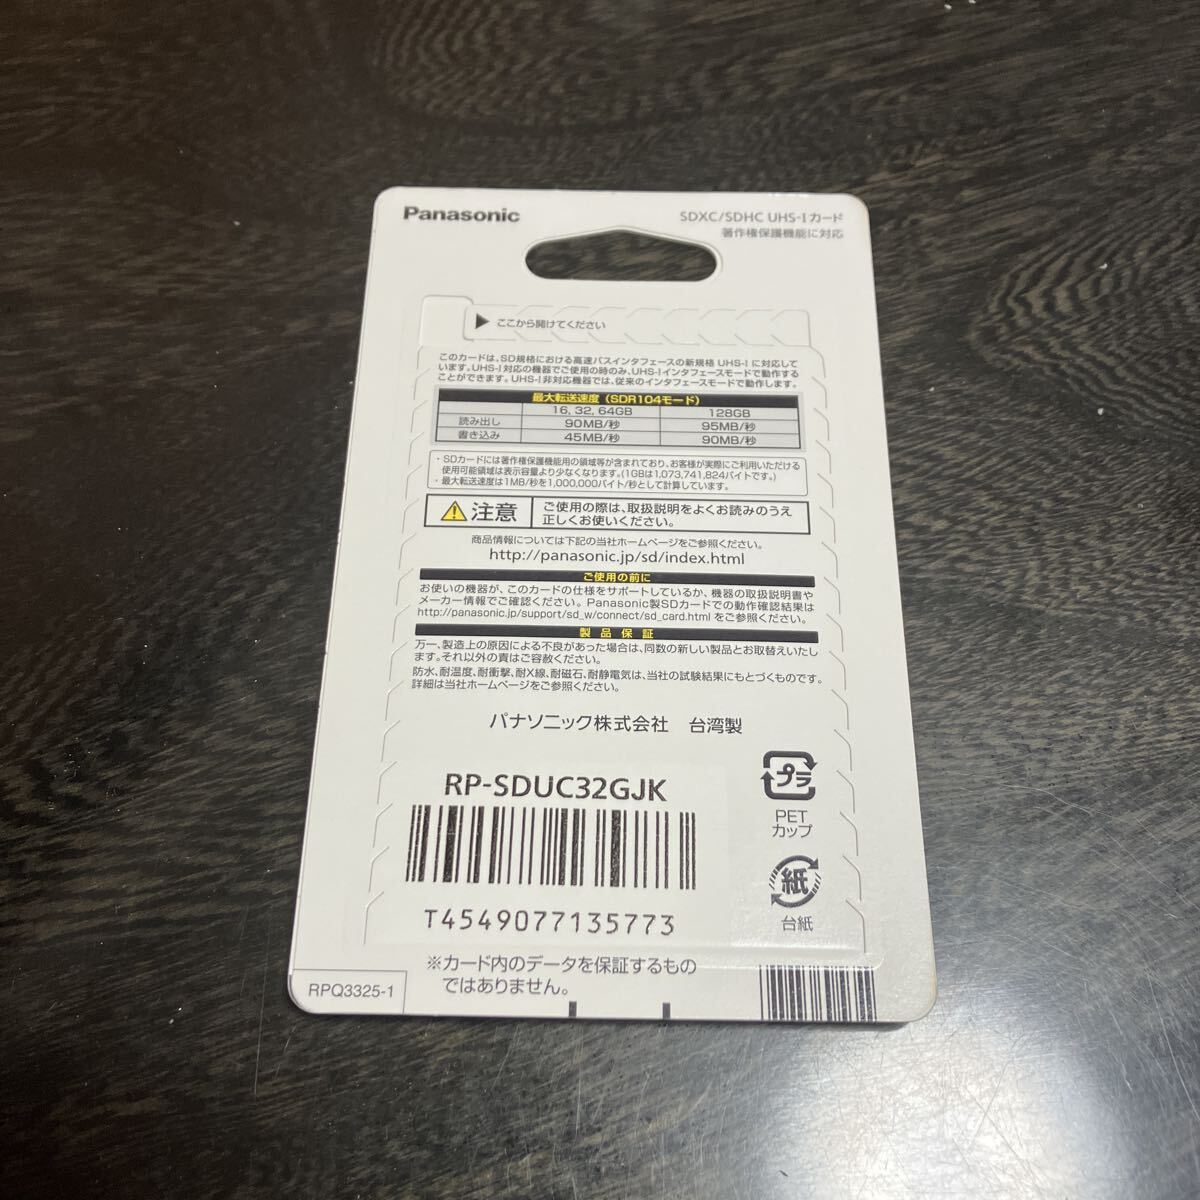 Panasonic
SDXC/SDHC UHS-Iカード
著作権保護機能に対応
ここから開けてください
このカードは、SD規格における高速バスインタフェースの新規格 UHS-I に対応して
います。UHS-I 対応の機器でご使用の時のみ、UHS-I インタフェースモードで動作する
ことができます。UHS-I 非対応機器では、従来のインタフェースモードで動作します。
最大転送速度（SDR104モード）
16, 32, 64GB 128GB
読み出し 90MB/秒 95MB/秒
書き込み 45MB/秒 90MB/秒
・SDカードには著作権保護機能用の領域等が含まれており、お客様が実際にご利用いただける
使用可能領域は表示容量より少なくなります。(1GBは1,073,741,824バイトです。)
・最大転送速度は1MB/秒を1,000,000バイト/秒として計算しています。
注意
ご使用の際は、取扱説明をよくお読みのうえ
正しくお使いください。
商品情報については下記の当社ホームページをご参照ください。
http://panasonic.jp/sd/index.html
ご使用の前に
お使いの機器が、このカードの仕様をサポートしているか、機器の取扱説明書や
メーカー情報でご確認ください。Panasonic製SDカードでの動作確認結果は
http://panasonic.jp/support/sd_w/connect/sd_card.html をご参照ください。
製品保証
万一、製造上の原因による不良があった場合は、同数の新しい製品とお取替えいたし
ます。それ以外の責はご容赦ください。
防水、耐温度、耐衝撃、耐X線、耐磁石、耐静電気は、当社の試験結果にもとづくものです。
詳細は当社ホームページをご参照ください。
パナソニック株式会社 台湾製
RP-SDUC32GJK
T4549077135773
プラ
PET
カップ
紙
台紙
※カード内のデータを保証するもの
ではありません。
RPQ3325-1